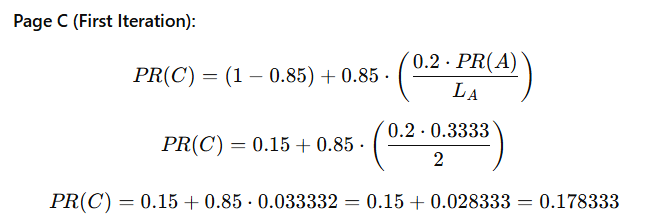 Page C (First Iteration):
PR(C) = (1 − 0.85) + 0.85 · (0.2 · PR(A) / L_A)
PR(C) = 0.15 + 0.85 · (0.2 · 0.3333 / 2)
PR(C) = 0.15 + 0.85 · 0.033332 = 0.15 + 0.028333 = 0.178333